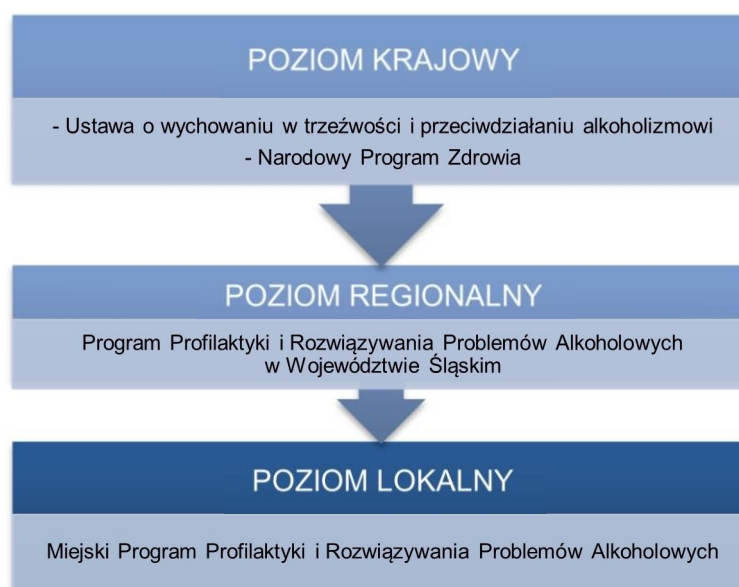 POZIOM KRAJOWY
- Ustawa o wychowaniu w trzeźwości i przeciwdziałaniu alkoholizmowi
- Narodowy Program Zdrowia
POZIOM REGIONALNY
Program Profilaktyki i Rozwiązywania Problemów Alkoholowych
w Województwie Śląskim
POZIOM LOKALNY
Miejski Program Profilaktyki i Rozwiązywania Problemów Alkoholowych